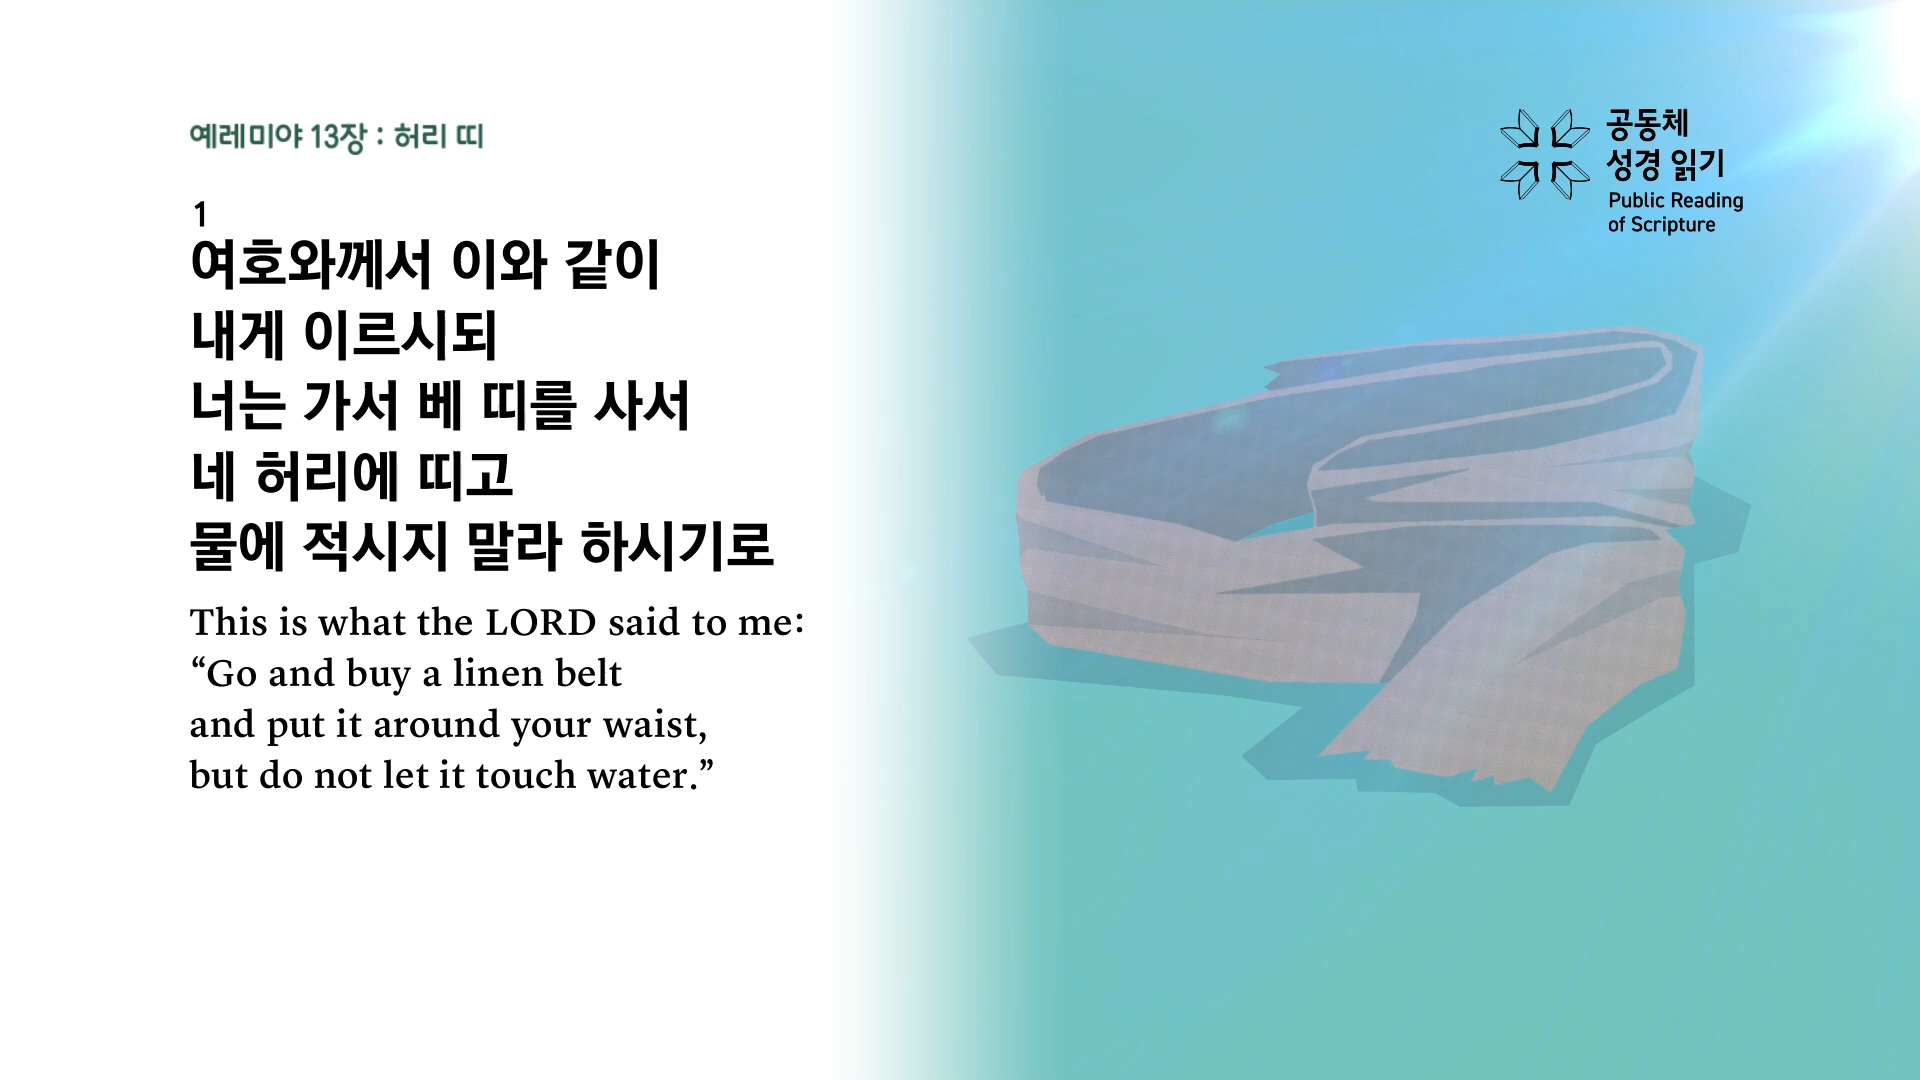 예레미야 13장 : 허리 띠
1
여호와께서 이와 같이
내게 이르시되
너는 가서 베 띠를 사서
네 허리에 띠고
물에 적시지 말라 하시기로
This is what the LORD said to me:
“Go and buy a linen belt
and put it around your waist,
but do not let it touch water.”
공동체
성경 읽기
Public Reading
of Scripture